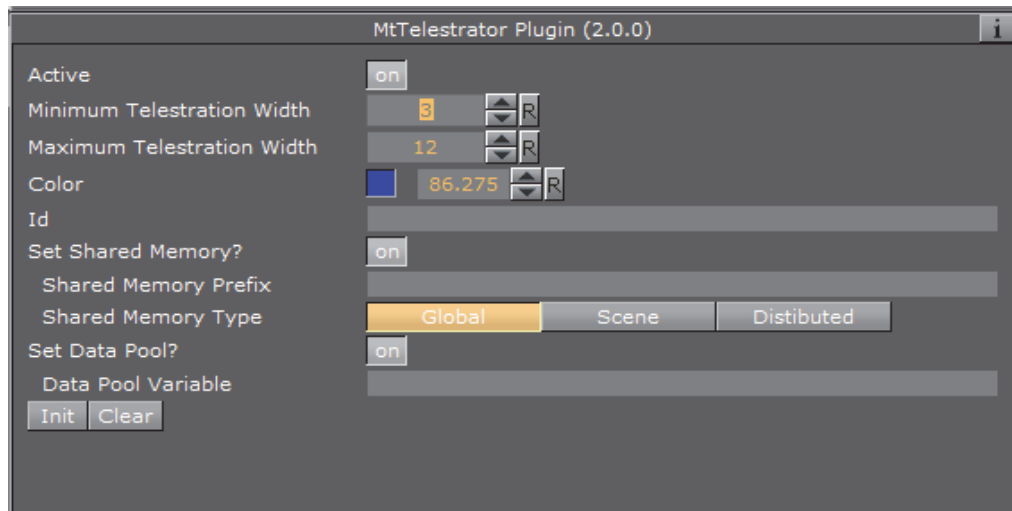 MtTelestrator Plugin (2.0.0) i
Active on
Minimum Telestration Width 3 R
Maximum Telestration Width 12 R
Color 86.275 R
Id
Set Shared Memory? on
Shared Memory Prefix
Shared Memory Type Global Scene Distibuted
Set Data Pool? on
Data Pool Variable
Init Clear